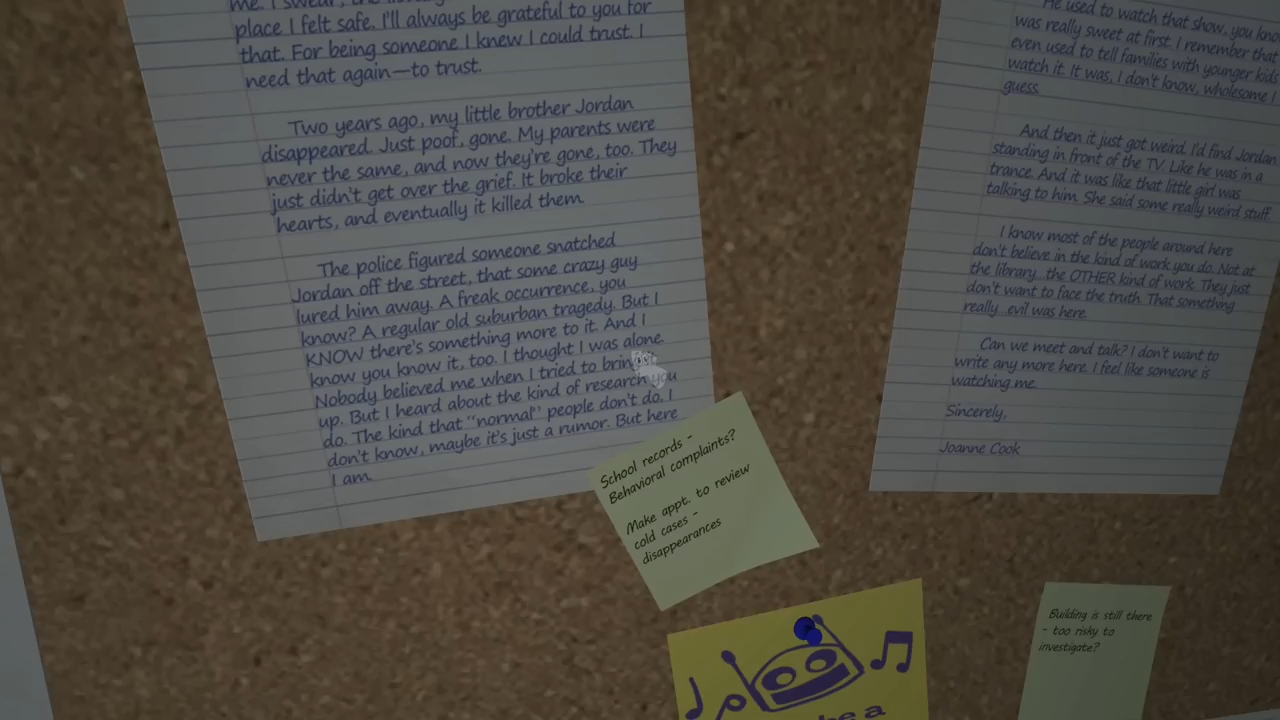 me. I swear, the
place I felt safe. I'll always be grateful to you for
that. For being someone I knew I could trust. I
need that again—to trust.
Two years ago, my little brother Jordan
disappeared. Just poof, gone. My parents were
never the same, and now they're gone, too. They
just didn't get over the grief. It broke their
hearts, and eventually it killed them.
The police figured someone snatched
Jordan off the street, that some crazy guy
lured him away. A freak occurrence, you
know? A regular old suburban tragedy. But I
KNOW there's something more to it. And I
know you know it, too. I thought I was alone.
Nobody believed me when I tried to bring it
up. But I heard about the kind of research you
do. The kind that "normal" people don't do. I
don't know, maybe it's just a rumor. But here
I am.
He used to watch that show, you know
was really sweet at first. I remember that
even used to tell families with younger kids
watch it. It was, I don't know, wholesome I
guess.
And then it just got weird. I'd find Jordan
standing in front of the TV. Like he was in a
trance. And it was like that little girl was
talking to him. She said some really weird stuff.
I know most of the people around here
don't believe in the kind of work you do. Not at
the library...the OTHER kind of work. They just
don't want to face the truth. That something
really...evil was here.
Can we meet and talk? I don't want to
write any more here. I feel like someone is
watching me.
Sincerely,
Joanne Cook
School records -
Behavioral complaints?
Make appt. to review
cold cases -
disappearances
Building is still there
- too risky to
investigate?
be a